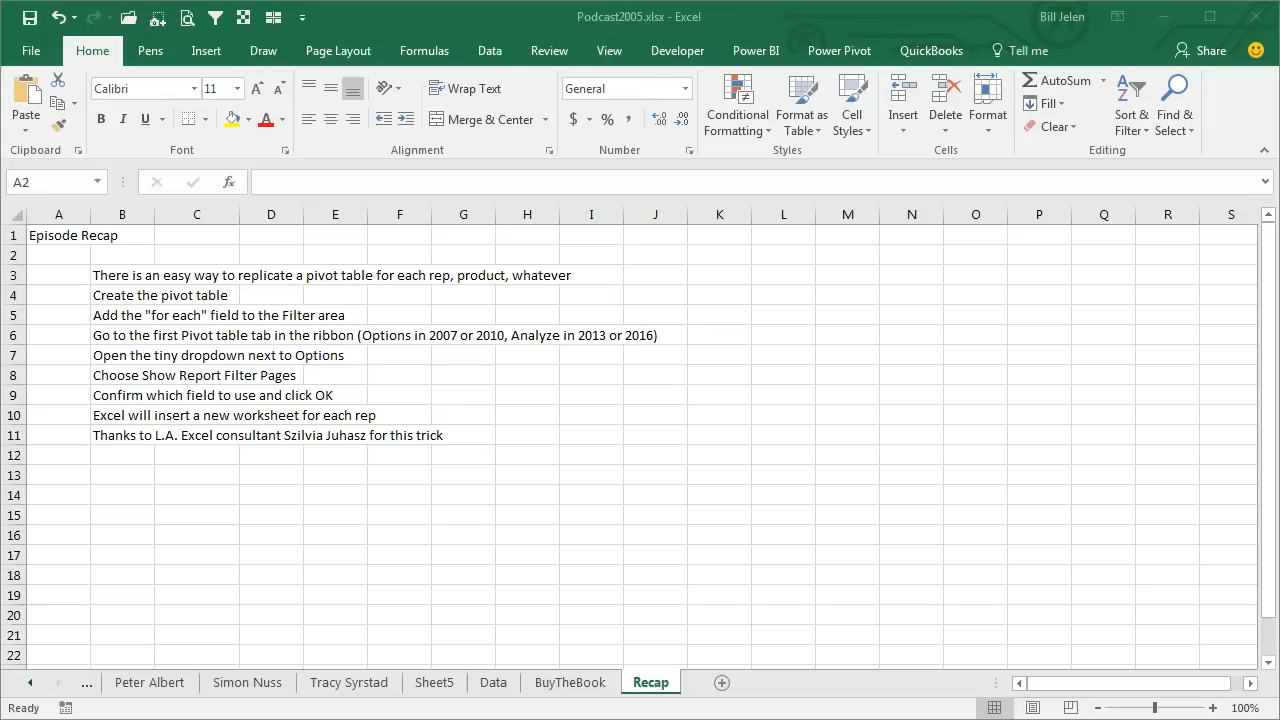 Podcast2005.xlsx - Excel
Bill Jelen
File Home Pens Insert Draw Page Layout Formulas Data Review View Developer Power BI Power Pivot QuickBooks Tell me Share
Calibri 11 A A Wrap Text General AutoSum
Paste B I U A Merge & Center $ % , Conditional Formatting Format as Table Cell Styles Insert Delete Format Fill Clear Sort & Filter Find & Select
Clipboard Font Alignment Number Styles Cells Editing
A2 fx
A B C D E F G H I J K L M N O P Q R S
1 Episode Recap
2
3 There is an easy way to replicate a pivot table for each rep, product, whatever
4 Create the pivot table
5 Add the "for each" field to the Filter area
6 Go to the first Pivot table tab in the ribbon (Options in 2007 or 2010, Analyze in 2013 or 2016)
7 Open the tiny dropdown next to Options
8 Choose Show Report Filter Pages
9 Confirm which field to use and click OK
10 Excel will insert a new worksheet for each rep
11 Thanks to L.A. Excel consultant Szilvia Juhasz for this trick
12
13
14
15
16
17
18
19
20
21
22
... Peter Albert Simon Nuss Tracy Syrstad Sheet5 Data BuyTheBook Recap
Ready 100%